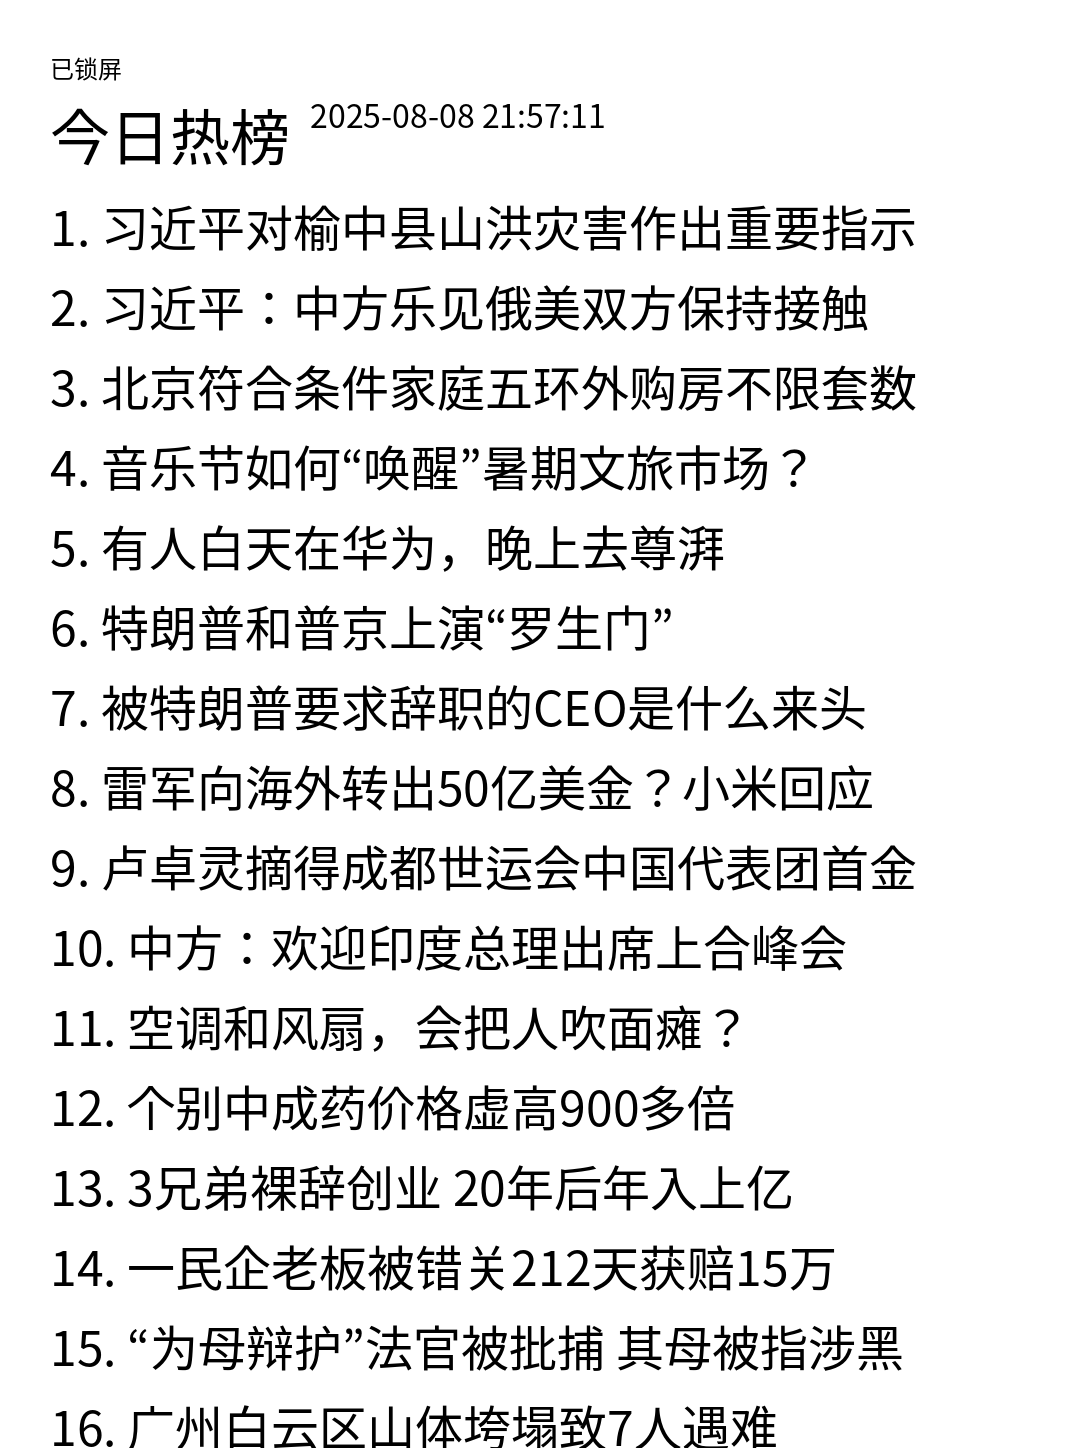 已锁屏
今日热榜 2025-08-08 21:57:11
1. 习近平对榆中县山洪灾害作出重要指示
2. 习近平：中方乐见俄美双方保持接触
3. 北京符合条件家庭五环外购房不限套数
4. 音乐节如何“唤醒”暑期文旅市场？
5. 有人白天在华为，晚上去尊湃
6. 特朗普和普京上演“罗生门”
7. 被特朗普要求辞职的CEO是什么来头
8. 雷军向海外转出50亿美金？小米回应
9. 卢卓灵摘得成都世运会中国代表团首金
10. 中方：欢迎印度总理出席上合峰会
11. 空调和风扇，会把人吹面瘫？
12. 个别中成药价格虚高900多倍
13. 3兄弟裸辞创业 20年后年入上亿
14. 一民企老板被错关212天获赔15万
15. “为母辩护”法官被批捕 其母被指涉黑
16. 广州白云区山体垮塌致7人遇难